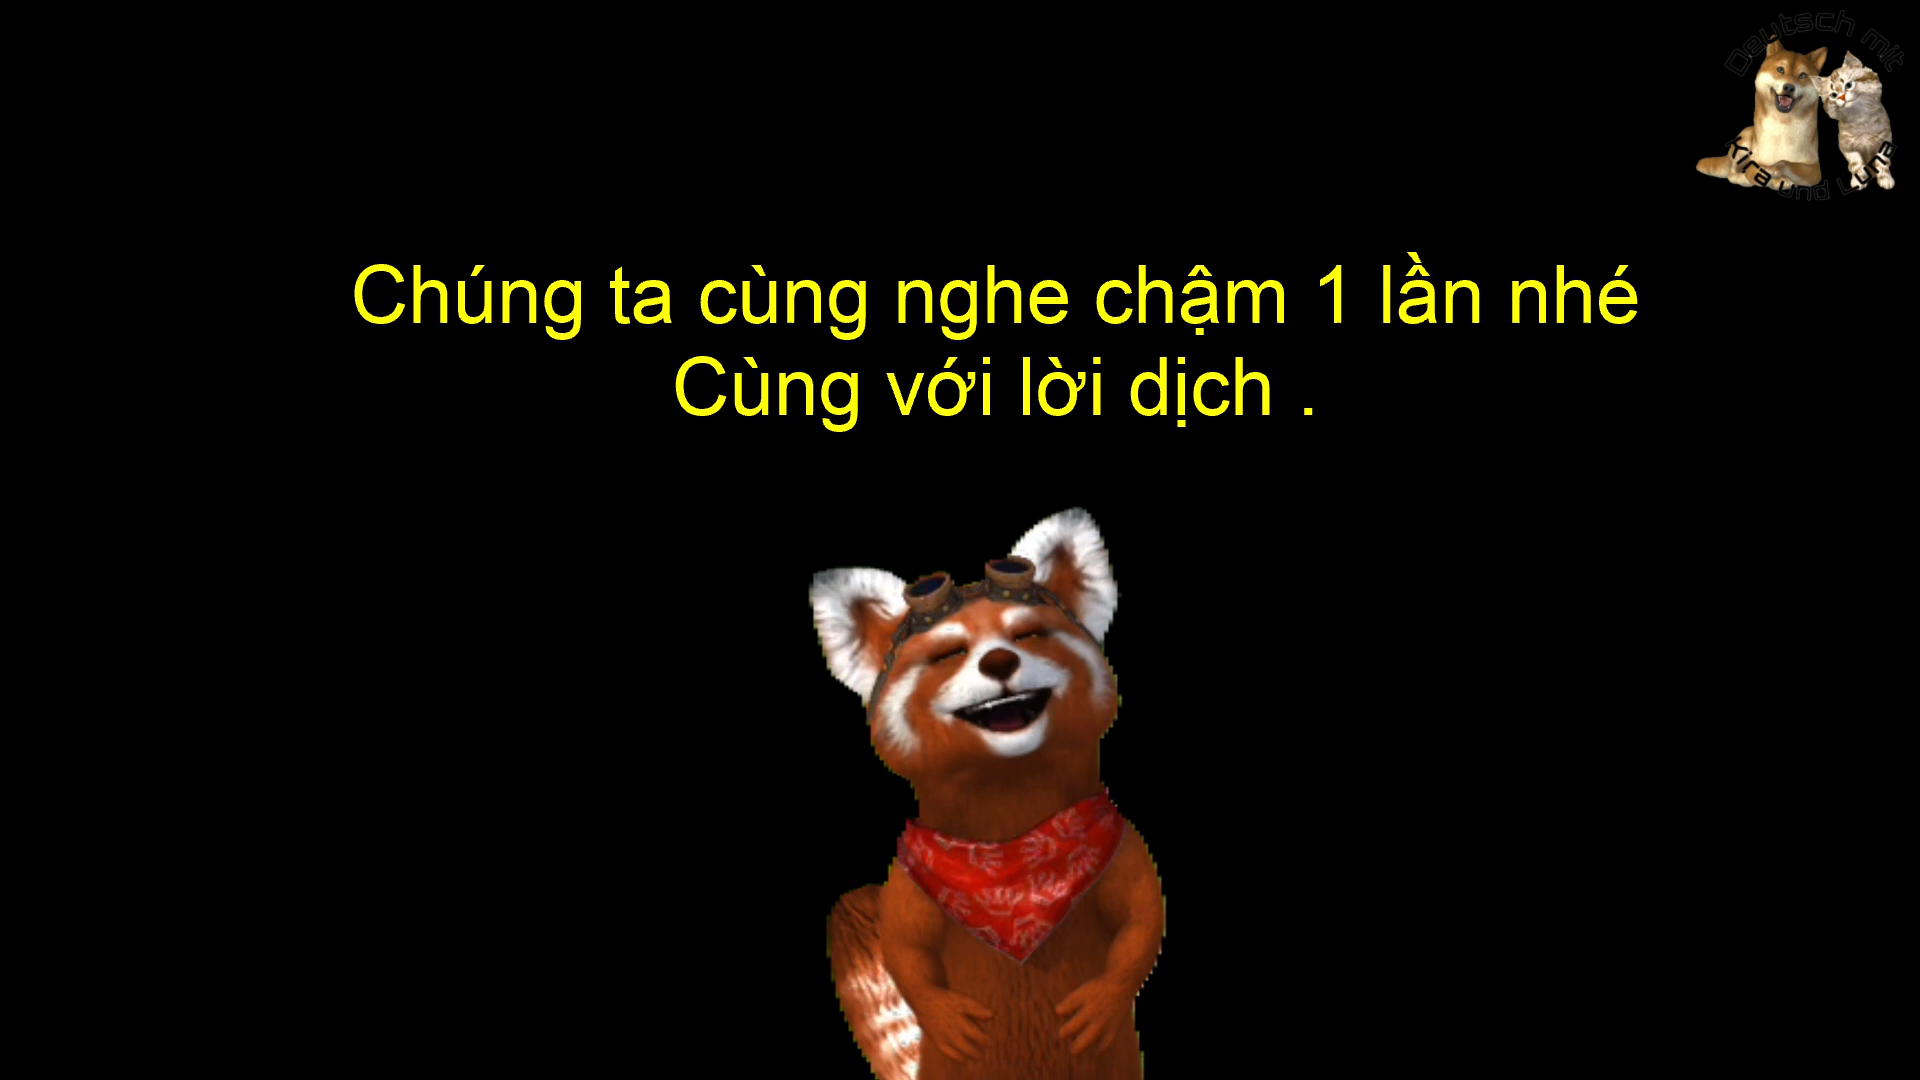 Deutsch mit
Kira und Luna
Chúng ta cùng nghe chậm 1 lần nhé
Cùng với lời dịch .